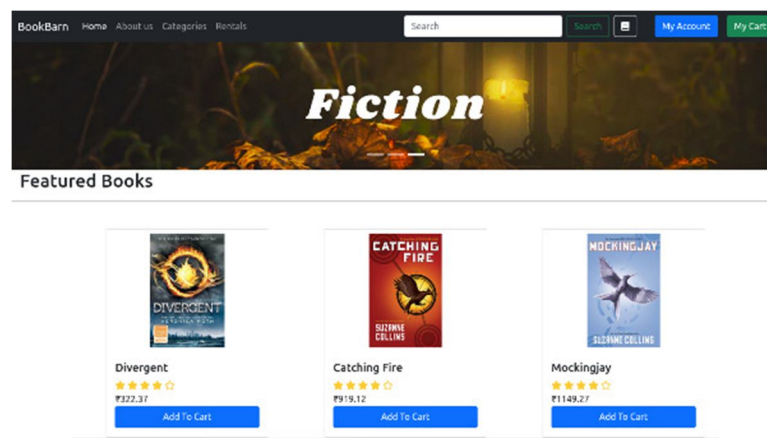 BookBarn Home About us Categories Rentals Search Search My Account My Cart
Fiction
Featured Books
DIVERGENT
VERONICA ROTH
CATCHING
FIRE
SUZANNE
COLLINS
MOCKINGJAY
SUZANNE COLLINS
Divergent
₹322.37
Add To Cart
Catching Fire
₹919.12
Add To Cart
Mockingjay
₹1149.27
Add To Cart